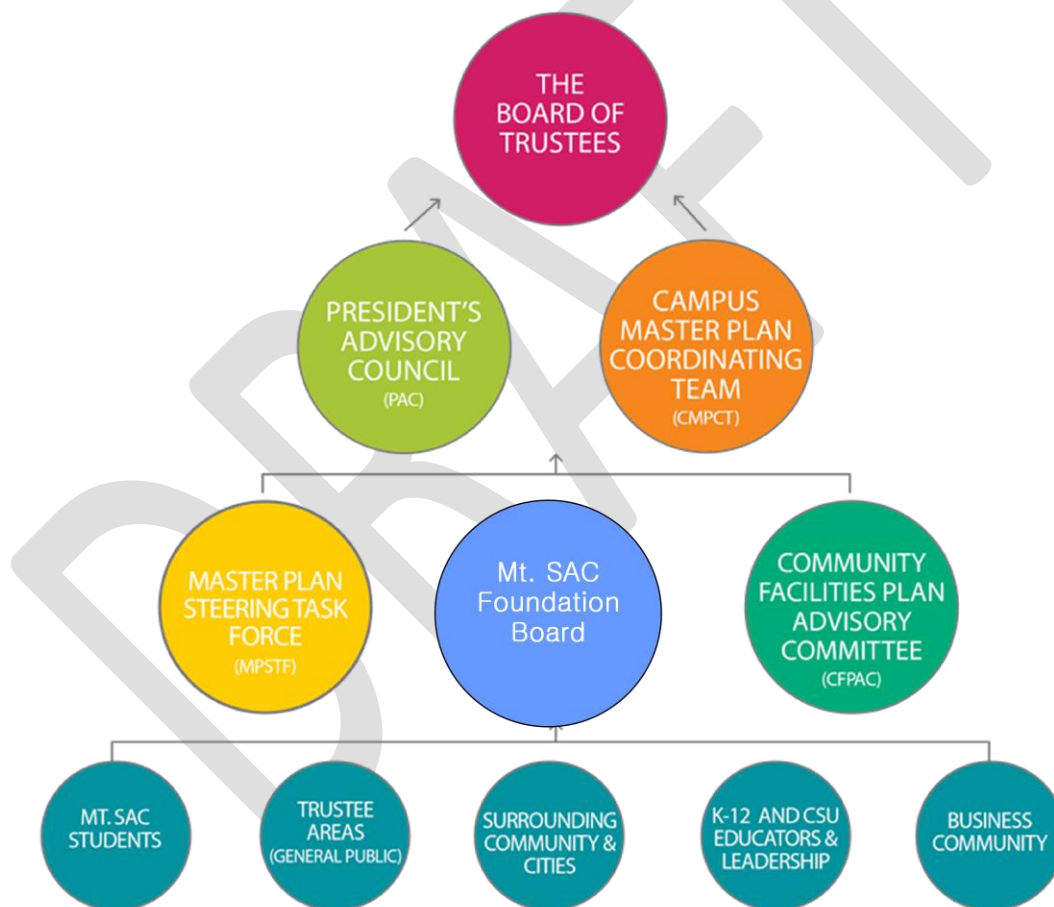 DRAFT
THE
BOARD OF
TRUSTEES
PRESIDENT'S
ADVISORY
COUNCIL
(PAC)
CAMPUS
MASTER PLAN
COORDINATING
TEAM
(CMPCT)
MASTER PLAN
STEERING TASK
FORCE
(MPSTF)
Mt. SAC
Foundation
Board
COMMUNITY
FACILITIES PLAN
ADVISORY
COMMITTEE
(CFPAC)
MT. SAC
STUDENTS
TRUSTEE
AREAS
(GENERAL PUBLIC)
SURROUNDING
COMMUNITY &
CITIES
K-12 AND CSU
EDUCATORS &
LEADERSHIP
BUSINESS
COMMUNITY